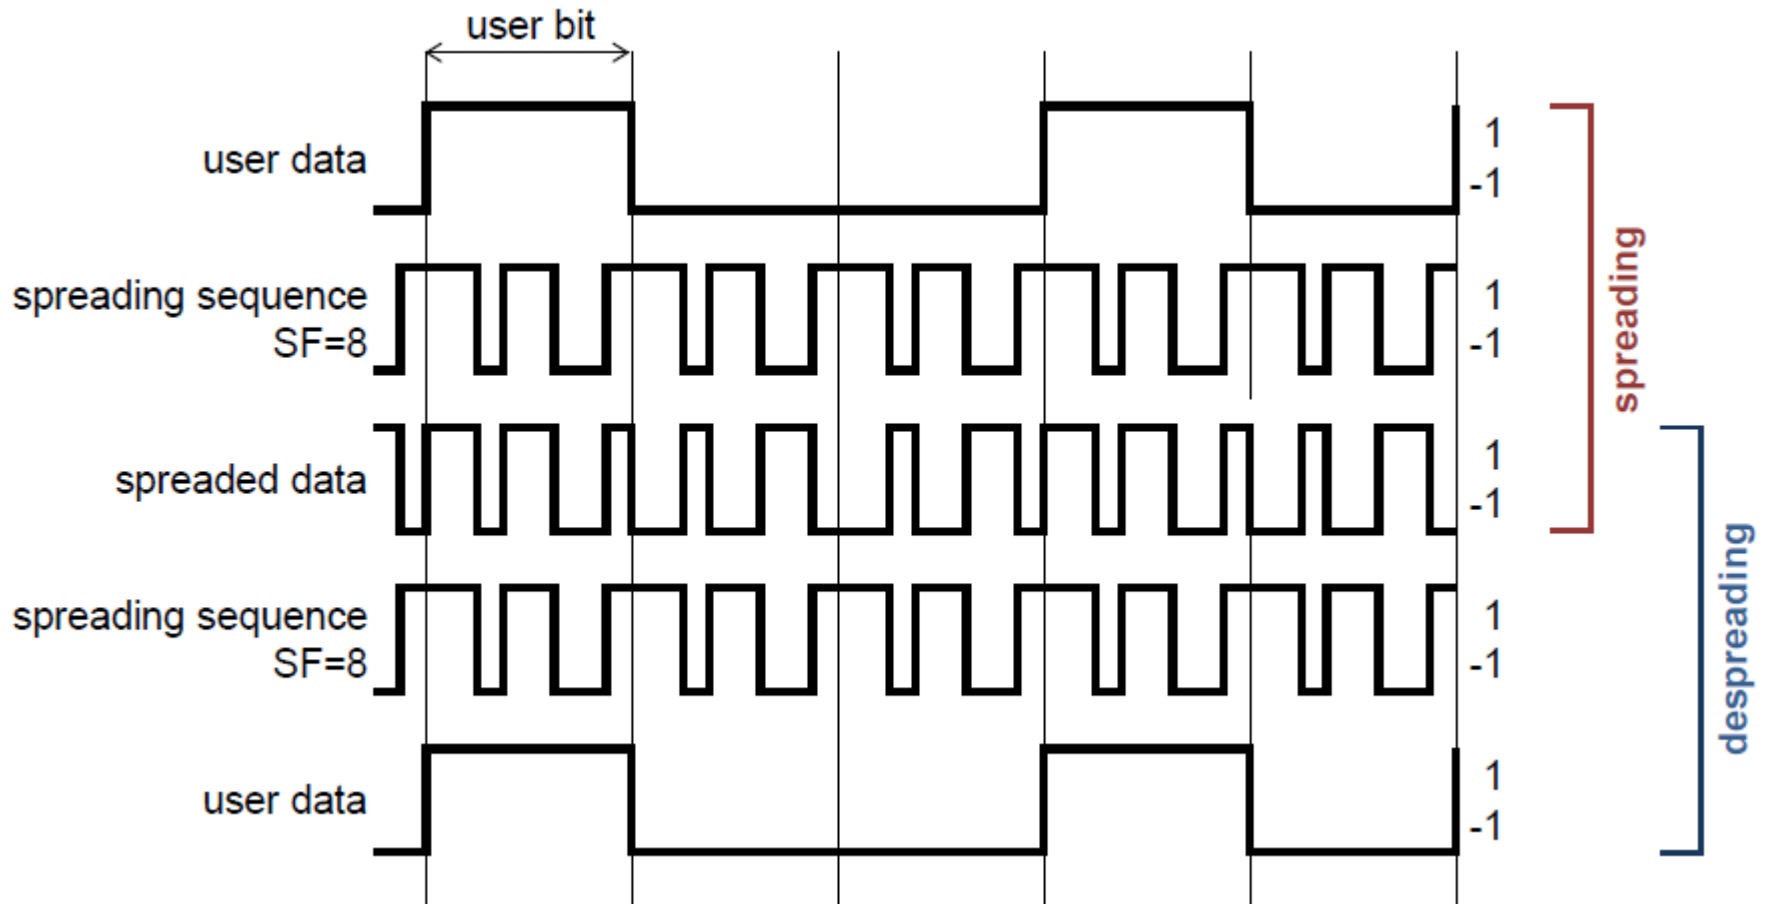 user bit
user data
1
-1
spreading sequence
SF=8
1
-1
spreaded data
1
-1
spreading sequence
SF=8
1
-1
user data
1
-1
spreading
despreading